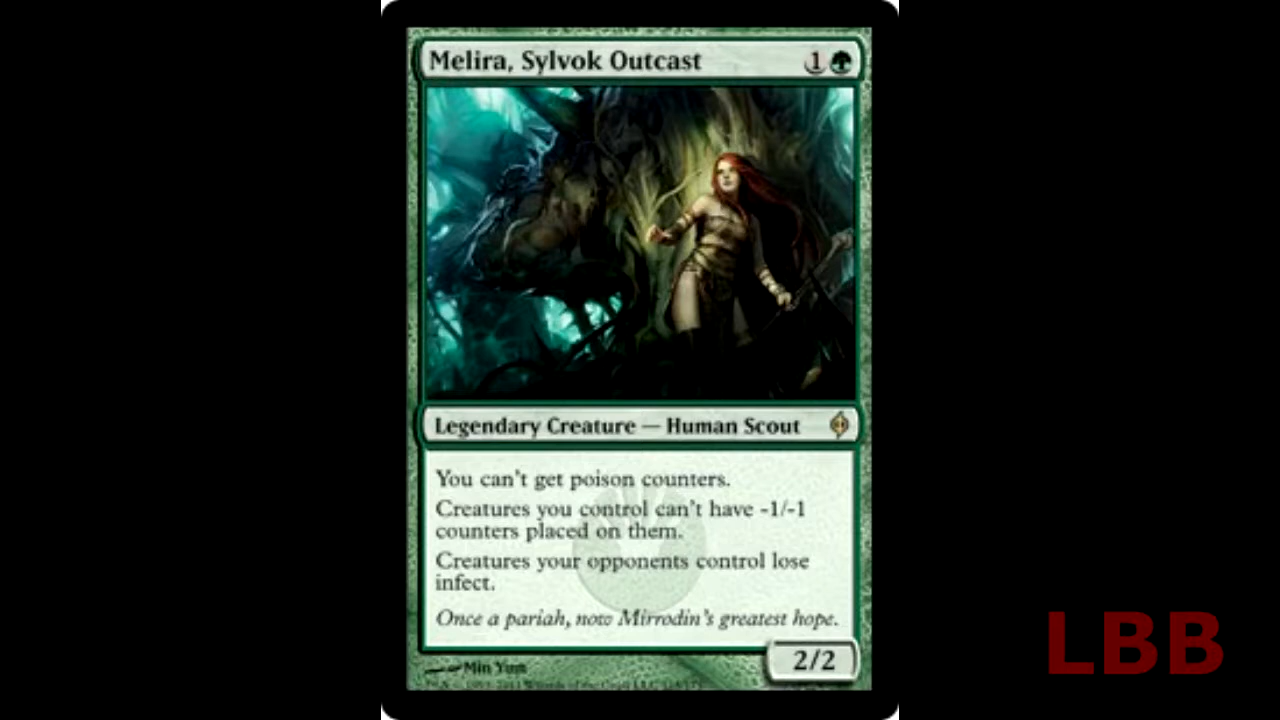 Melira, Sylvok Outcast 1
Legendary Creature — Human Scout
You can't get poison counters.
Creatures you control can't have -1/-1
counters placed on them.
Creatures your opponents control lose
infect.
Once a pariah, now Mirrodin's greatest hope.
2/2
Min Yum
LBB